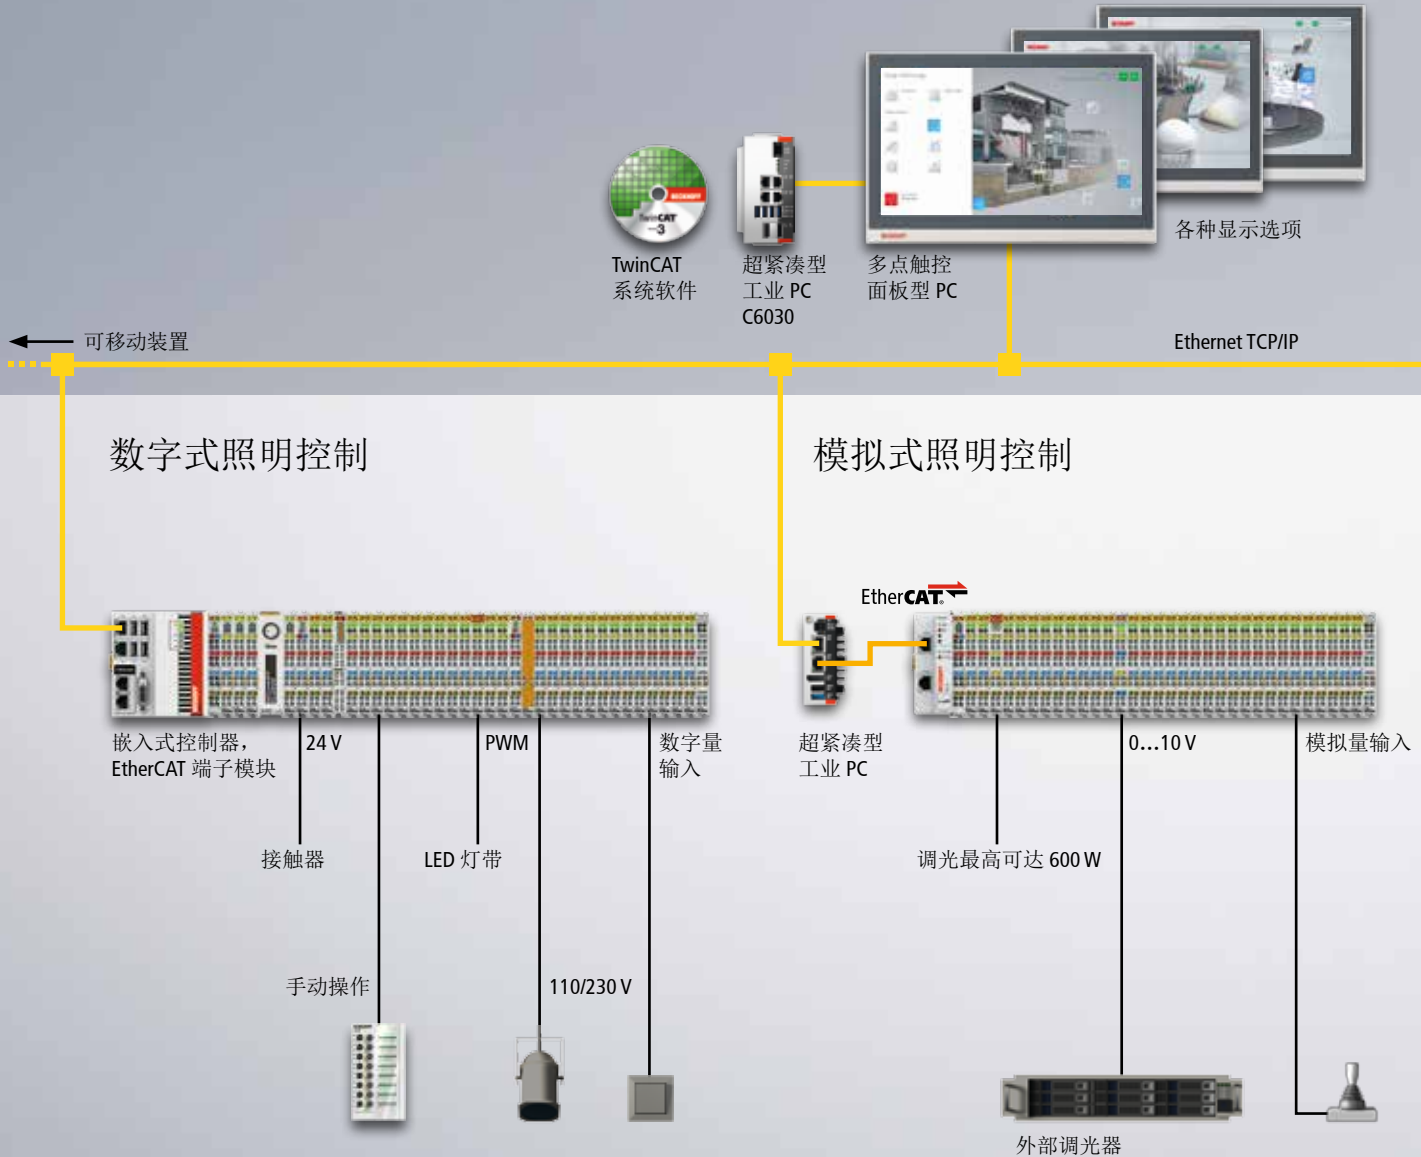 BECKHOFF
TwinCAT
3
各种显示选项
TwinCAT
系统软件
超紧凑型
工业 PC
C6030
多点触控
面板型 PC
可移动装置
Ethernet TCP/IP
数字式照明控制
模拟式照明控制
EtherCAT®
嵌入式控制器，
EtherCAT 端子模块
24 V
PWM
数字量
输入
超紧凑型
工业 PC
0…10 V
模拟量输入
接触器
LED 灯带
调光最高可达 600 W
手动操作
110/230 V
外部调光器